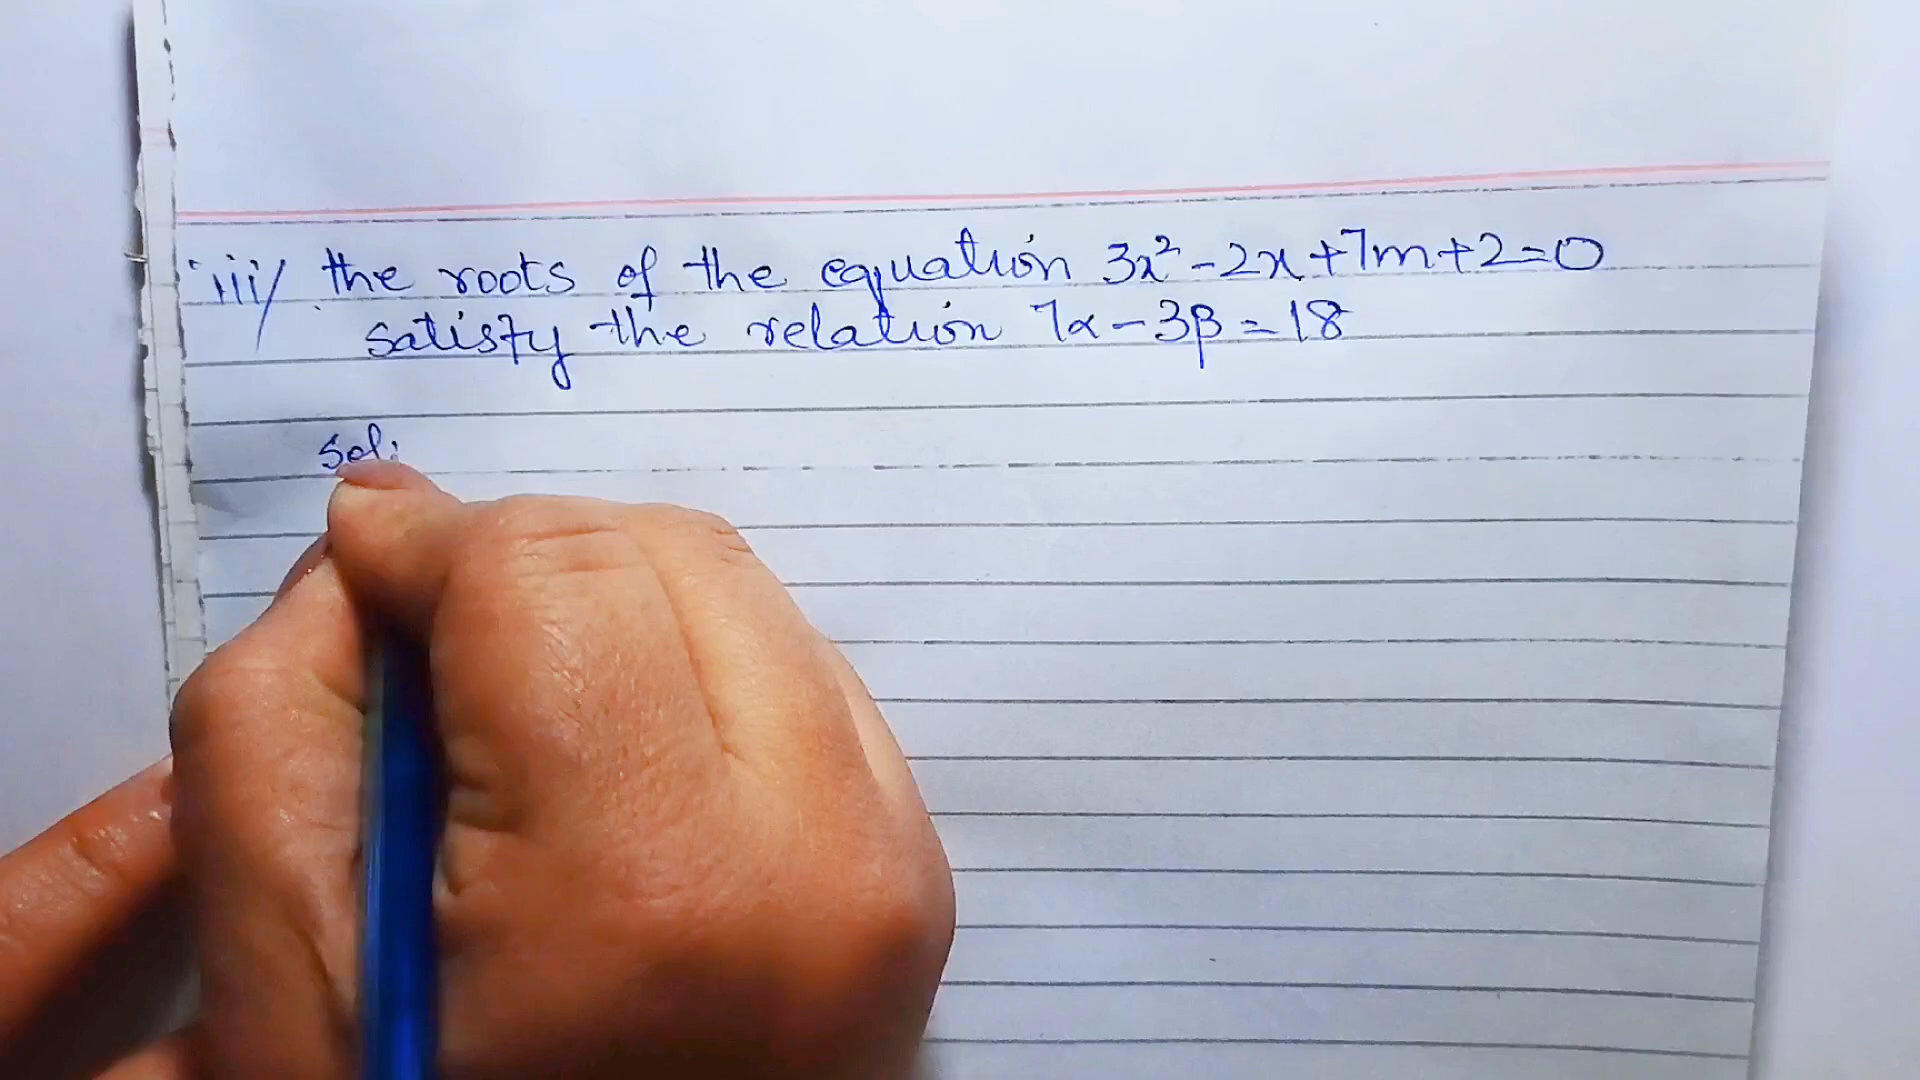 iii/ the roots of the equation 3x² - 2x + 7m + 2 = 0
satisfy the relation 7α - 3β = 18
Sol: